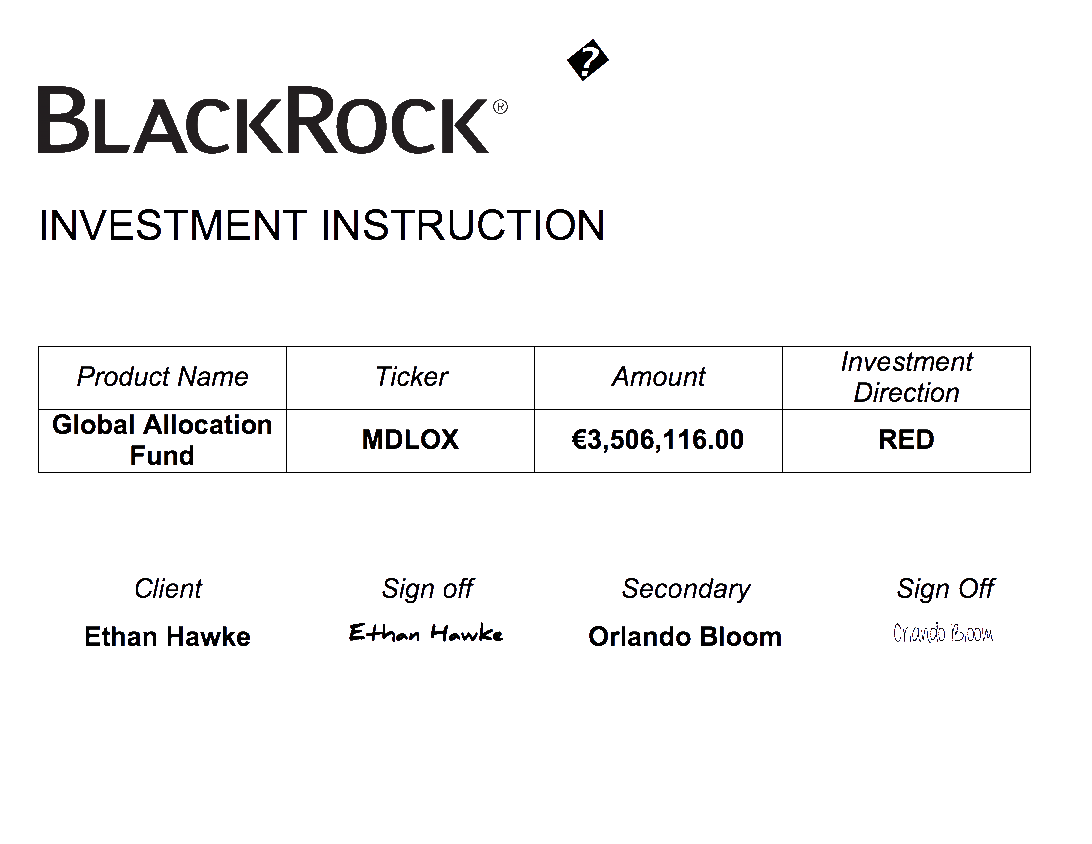 �
BLACKROCK®
INVESTMENT INSTRUCTION
Product Name Ticker Amount Investment Direction
Global Allocation Fund MDLOX €3,506,116.00 RED
Client Sign off Secondary Sign Off
Ethan Hawke Ethan Hawke Orlando Bloom Orlando Bloom